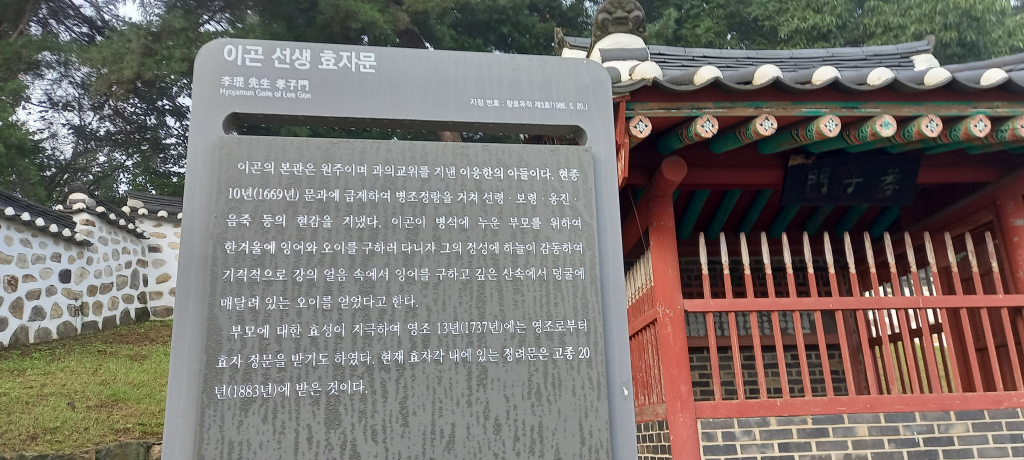 이곤 선생 효자문
李琨 先生 孝子門
Hyojamun Gate of Lee Gon
지정 번호 : 향토유적 제3호(1986. 5. 20.)
이곤의 본관은 원주이며 과의교위를 지낸 이응한의 아들이다. 현종
10년(1669년) 문과에 급제하여 병조정랑을 거쳐 선령 · 보령 · 옹진 ·
음죽 등의 현감을 지냈다. 이곤이 병석에 누운 부모를 위하여
한겨울에 잉어와 오이를 구하러 다니자 그의 정성에 하늘이 감동하여
기적적으로 강의 얼음 속에서 잉어를 구하고 깊은 산속에서 덩굴에
매달려 있는 오이를 얻었다고 한다.
부모에 대한 효성이 지극하여 영조 13년(1737년)에는 영조로부터
효자 정문을 받기도 하였다. 현재 효자각 내에 있는 정려문은 고종 20
년(1883년)에 받은 것이다.
門子孝